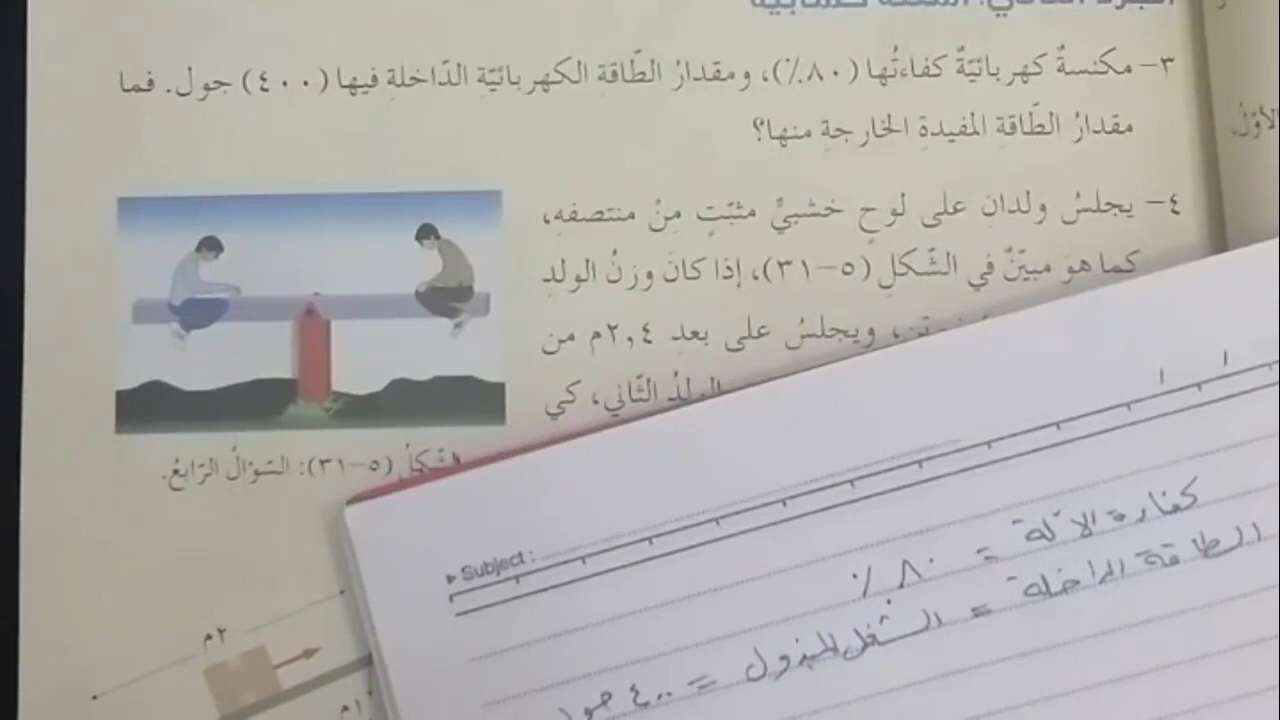 ٣- مكنسةٌ كهربائيّةٌ كفاءتُها (٨٠٪)، ومقدارُ الطّاقةِ الكهربائيّةِ الدّاخلةِ فيها (٤٠٠) جول. فما
مقدارُ الطّاقةِ المفيدةِ الخارجةِ منها؟
٤- يجلسُ ولدانِ على لوحٍ خشبيٍّ مثبّتٍ مِنْ منتصفهِ،
كما هوَ مبيّنٌ في الشّكلِ (٥-٣١)، إذا كانَ وزنُ الولدِ
ويجلسُ على بعدِ ٢,٤م من
الولدُ الثّاني، كي
الشّكلُ (٥-٣١): السّؤالُ الرّابعُ.
الأوّلُ.
٢م
١م
Subject :
كفاءة الآلة = ٨٠ ٪
الطاقة الداخلة = الشغل المبذول = ٤٠٠ جول